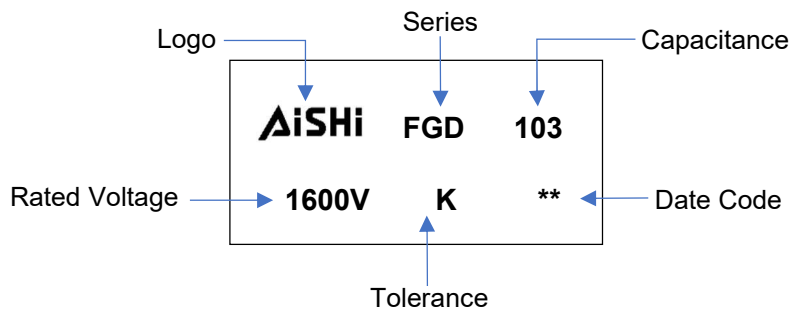 Series
Logo
Capacitance
AiSHi FGD 103
Rated Voltage
1600V K **
Date Code
Tolerance